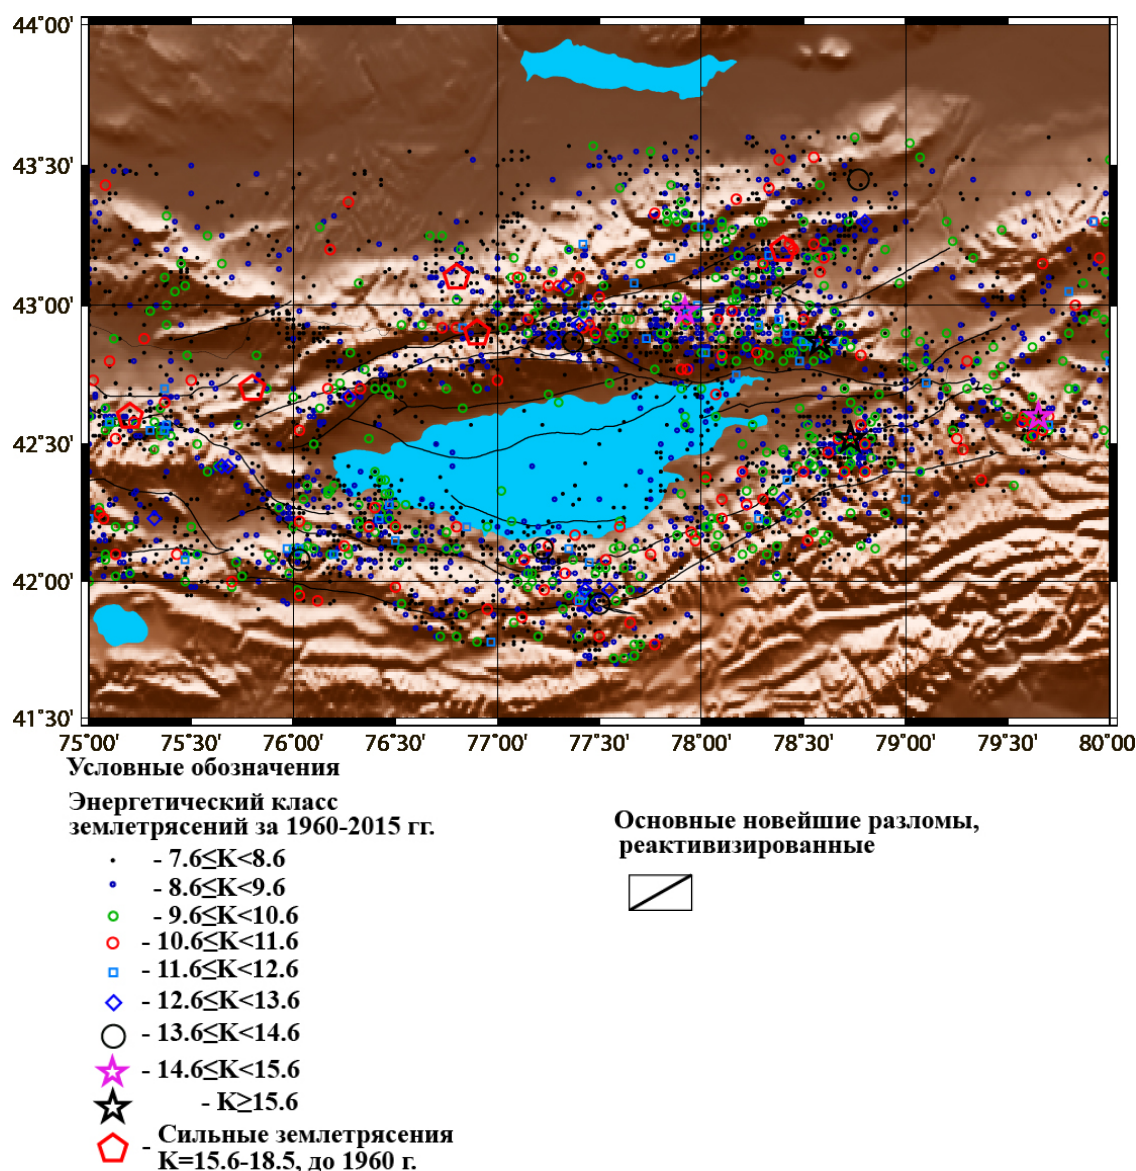 44°00'
43°30'
43°00'
42°30'
42°00'
41°30'
75°00' 75°30' 76°00' 76°30' 77°00' 77°30' 78°00' 78°30' 79°00' 79°30' 80°00'
Условные обозначения
Энергетический класс
землетрясений за 1960-2015 гг.
- 7.6≤K<8.6
- 8.6≤K<9.6
- 9.6≤K<10.6
- 10.6≤K<11.6
- 11.6≤K<12.6
- 12.6≤K<13.6
- 13.6≤K<14.6
- 14.6≤K<15.6
- K≥15.6
- Сильные землетрясения
K=15.6-18.5, до 1960 г.
Основные новейшие разломы,
реактивизированные